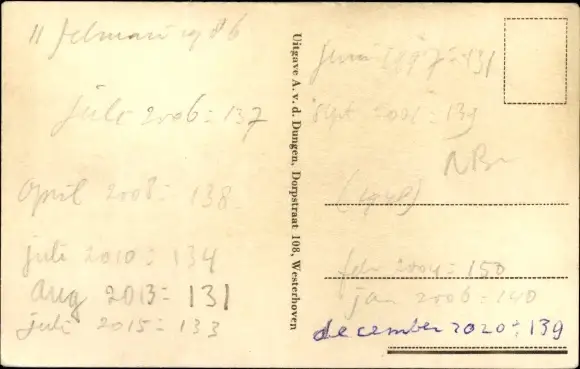 11 februari 1986
juli 2006 = 137
april 2008 = 138
juli 2010 = 134
aug 2013 = 131
juli 2015 = 133
Uitgave A. v. d. Dungen, Dorpstraat 108, Westerhoven
juni 1997 = 131
sept 2001 = 139
NBr
febr 2004 = 150
jan 2006 = 140
december 2020 = 139